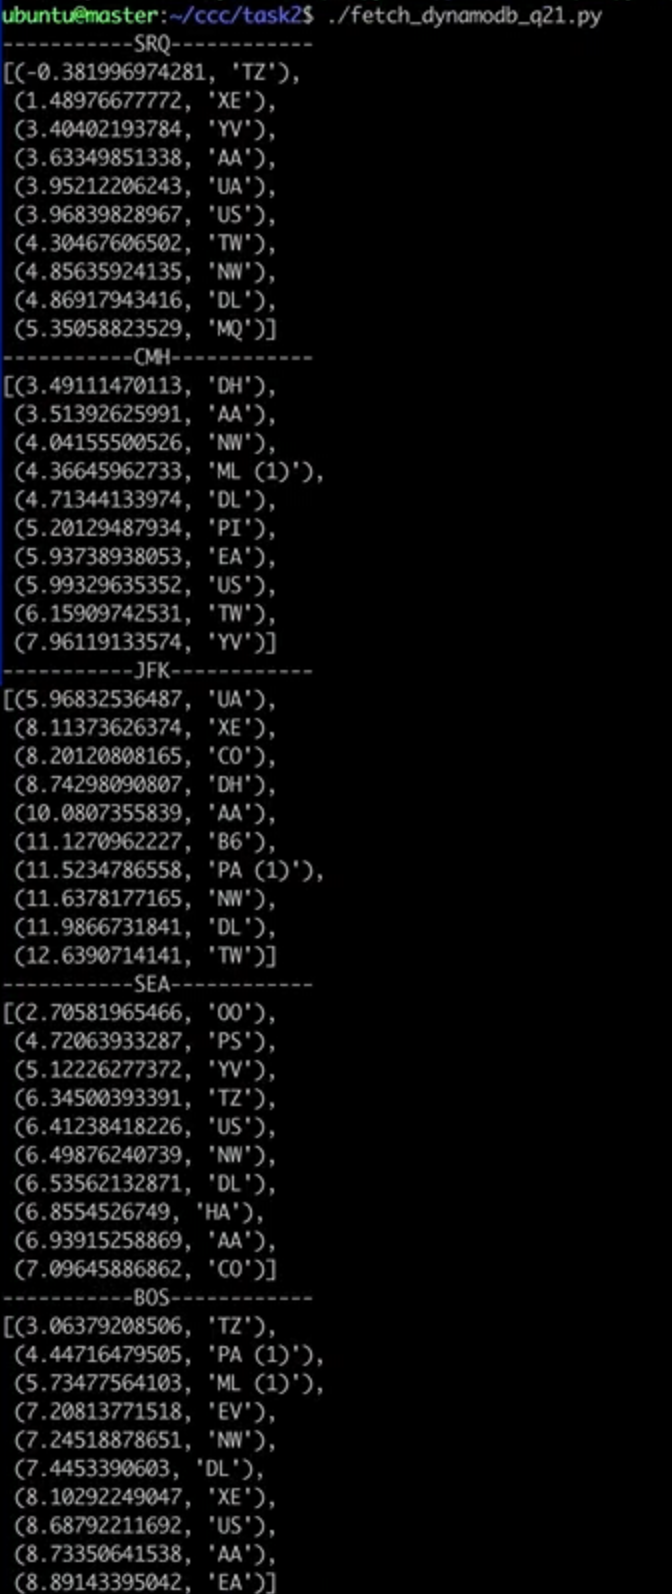 ubuntu@master:~/ccc/task2$ ./fetch_dynamodb_q21.py
-----------SRQ------------
[(-0.381996974281, 'TZ'),
 (1.48976677772, 'XE'),
 (3.40402193784, 'YV'),
 (3.63349851338, 'AA'),
 (3.95212206243, 'UA'),
 (3.96839828967, 'US'),
 (4.30467606502, 'TW'),
 (4.85635924135, 'NW'),
 (4.86917943416, 'DL'),
 (5.35058823529, 'MQ')]
-----------CMH------------
[(3.49111470113, 'DH'),
 (3.51392625991, 'AA'),
 (4.04155500526, 'NW'),
 (4.36645962733, 'ML (1)'),
 (4.71344133974, 'DL'),
 (5.20129487934, 'PI'),
 (5.93738938053, 'EA'),
 (5.99329635352, 'US'),
 (6.15909742531, 'TW'),
 (7.96119133574, 'YV')]
-----------JFK------------
[(5.96832536487, 'UA'),
 (8.11373626374, 'XE'),
 (8.20120808165, 'CO'),
 (8.74298090807, 'DH'),
 (10.0807355839, 'AA'),
 (11.1270962227, 'B6'),
 (11.5234786558, 'PA (1)'),
 (11.6378177165, 'NW'),
 (11.9866731841, 'DL'),
 (12.6390714141, 'TW')]
-----------SEA------------
[(2.70581965466, 'OO'),
 (4.72063933287, 'PS'),
 (5.12226277372, 'YV'),
 (6.34500393391, 'TZ'),
 (6.41238418226, 'US'),
 (6.49876240739, 'NW'),
 (6.53562132871, 'DL'),
 (6.8554526749, 'HA'),
 (6.93915258869, 'AA'),
 (7.09645886862, 'CO')]
-----------BOS------------
[(3.06379208506, 'TZ'),
 (4.44716479505, 'PA (1)'),
 (5.73477564103, 'ML (1)'),
 (7.20813771518, 'EV'),
 (7.24518878651, 'NW'),
 (7.4453390603, 'DL'),
 (8.10292249047, 'XE'),
 (8.68792211692, 'US'),
 (8.73350641538, 'AA'),
 (8.89143395042, 'EA')]